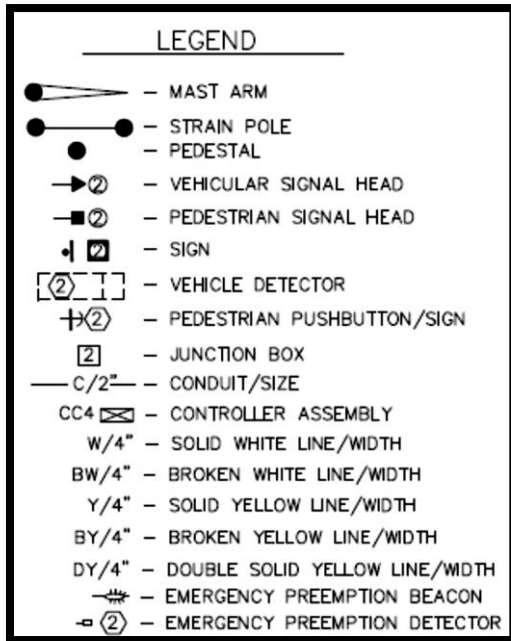 LEGEND
– MAST ARM
– STRAIN POLE
– PEDESTAL
2 – VEHICULAR SIGNAL HEAD
2 – PEDESTRIAN SIGNAL HEAD
2 – SIGN
2 – VEHICLE DETECTOR
2 – PEDESTRIAN PUSHBUTTON/SIGN
2 – JUNCTION BOX
C/2" – CONDUIT/SIZE
CC4 – CONTROLLER ASSEMBLY
W/4" – SOLID WHITE LINE/WIDTH
BW/4" – BROKEN WHITE LINE/WIDTH
Y/4" – SOLID YELLOW LINE/WIDTH
BY/4" – BROKEN YELLOW LINE/WIDTH
DY/4" – DOUBLE SOLID YELLOW LINE/WIDTH
– EMERGENCY PREEMPTION BEACON
2 – EMERGENCY PREEMPTION DETECTOR